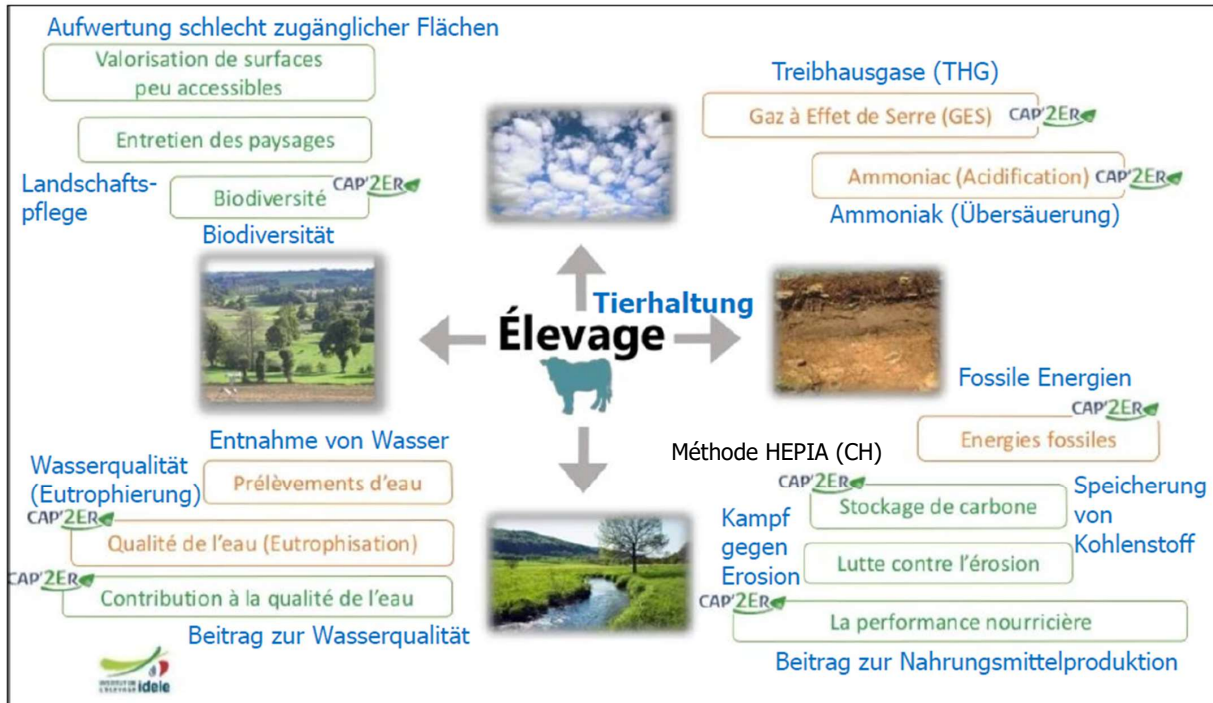 Aufwertung schlecht zugänglicher Flächen
Valorisation de surfaces
peu accessibles
Entretien des paysages
Landschafts-
pflege
CAP'2ER
Biodiversité
Biodiversität
Treibhausgase (THG)
Gaz à Effet de Serre (GES)
CAP'2ER
Ammoniac (Acidification)
CAP'2ER
Ammoniak (Übersäuerung)
Tierhaltung
Élevage
Entnahme von Wasser
Prélèvements d'eau
Wasserqualität
(Eutrophierung)
CAP'2ER
Qualité de l'eau (Eutrophisation)
CAP'2ER
Contribution à la qualité de l'eau
Beitrag zur Wasserqualität
Fossile Energien
CAP'2ER
Energies fossiles
Méthode HEPIA (CH)
CAP'2ER
Stockage de carbone
Speicherung
von
Kohlenstoff
Kampf
gegen
Erosion
Lutte contre l'érosion
CAP'2ER
La performance nourricière
Beitrag zur Nahrungsmittelproduktion
INSTITUT DE
L'ELEVAGE idele